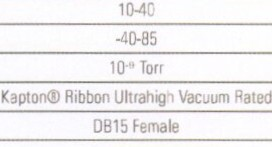 10-40
-40-85
10⁻⁹ Torr
Kapton® Ribbon Ultrahigh Vacuum Rated
DB15 Female